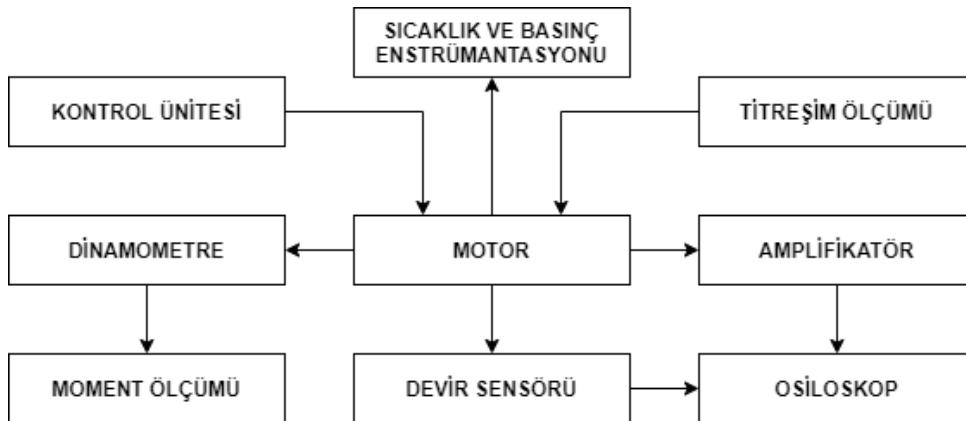 SICAKLIK VE BASINÇ
ENSTRÜMANTASYONU
KONTROL ÜNİTESİ
TİTREŞİM ÖLÇÜMÜ
DİNAMOMETRE
MOTOR
AMPLİFİKATÖR
MOMENT ÖLÇÜMÜ
DEVİR SENSÖRÜ
OSİLOSKOP